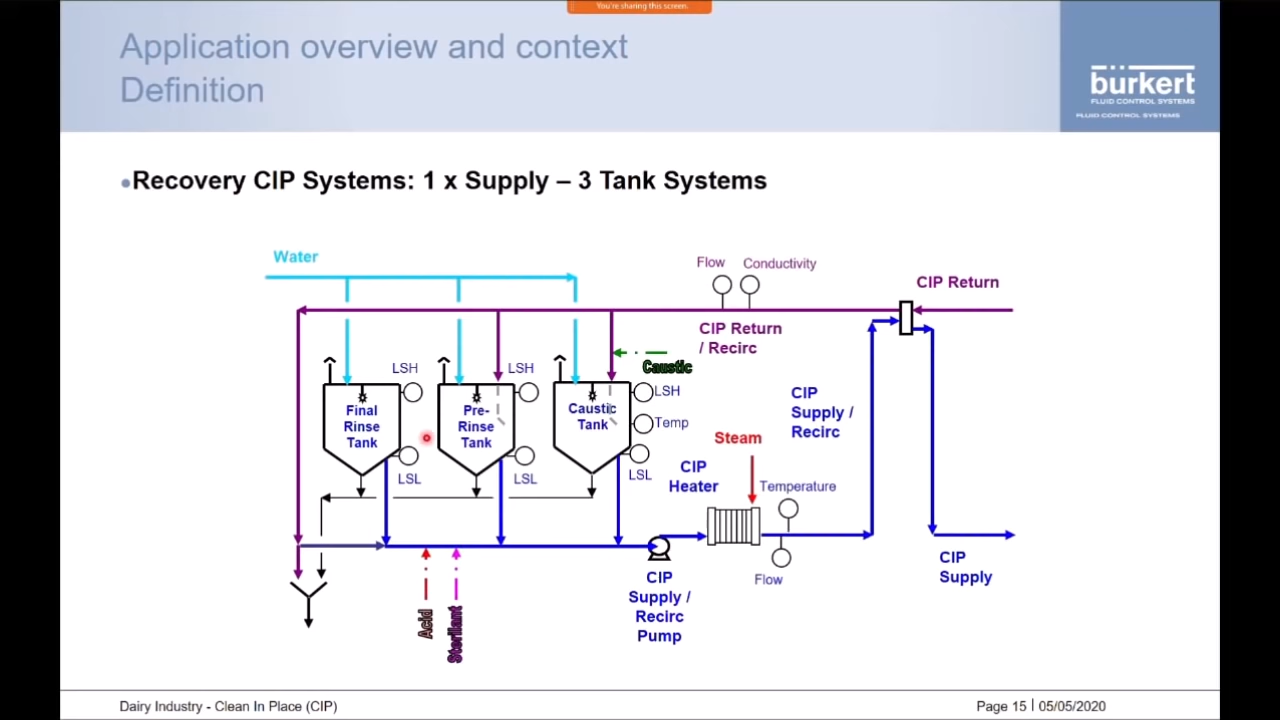 You're sharing this screen.
Application overview and context
Definition
burkert
FLUID CONTROL SYSTEMS
FLUID CONTROL SYSTEMS
•Recovery CIP Systems: 1 x Supply – 3 Tank Systems
Water
Flow
Conductivity
CIP Return
CIP Return
/ Recirc
Caustic
LSH
LSH
LSH
Final
Rinse
Tank
Pre-
Rinse
Tank
Caustic
Tank
Temp
LSL
LSL
LSL
CIP
Supply /
Recirc
Steam
CIP
Heater
Temperature
Flow
CIP
Supply /
Recirc
Pump
CIP
Supply
Acid
Sterilant
Dairy Industry - Clean In Place (CIP)
Page 15 | 05/05/2020